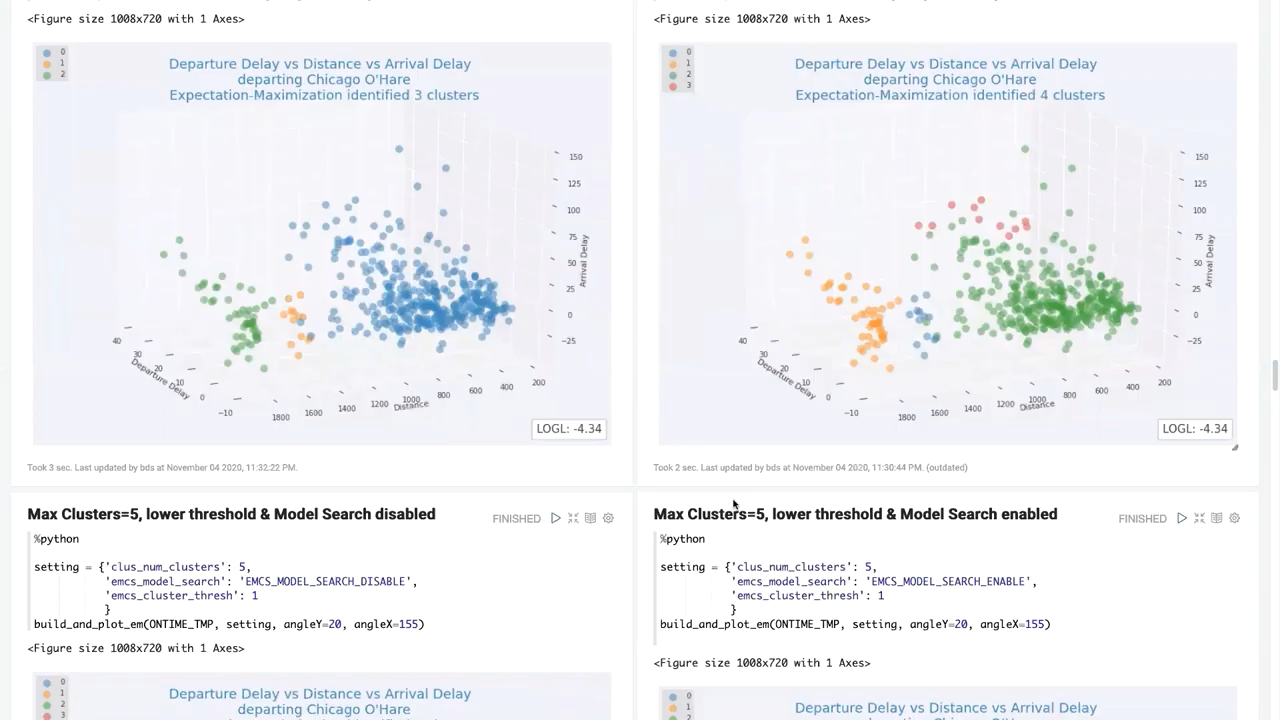 <Figure size 1008x720 with 1 Axes>
0
1
2
Departure Delay vs Distance vs Arrival Delay
departing Chicago O'Hare
Expectation-Maximization identified 3 clusters
150
125
100
75
50
25
0
−25
Arrival Delay
40
30
20
10
0
−10
Departure Delay
1800
1600
1400
1200
1000
800
600
400
200
Distance
LOGL: -4.34
Took 3 sec. Last updated by bds at November 04 2020, 11:32:22 PM.
<Figure size 1008x720 with 1 Axes>
0
1
2
3
Departure Delay vs Distance vs Arrival Delay
departing Chicago O'Hare
Expectation-Maximization identified 4 clusters
150
125
100
75
50
25
0
−25
Arrival Delay
40
30
20
10
0
−10
Departure Delay
1800
1600
1400
1200
1000
800
600
400
200
Distance
LOGL: -4.34
Took 2 sec. Last updated by bds at November 04 2020, 11:30:44 PM. (outdated)
Max Clusters=5, lower threshold & Model Search disabled
FINISHED
%python
setting = {'clus_num_clusters': 5,
'emcs_model_search': 'EMCS_MODEL_SEARCH_DISABLE',
'emcs_cluster_thresh': 1
}
build_and_plot_em(ONTIME_TMP, setting, angleY=20, angleX=155)
<Figure size 1008x720 with 1 Axes>
0
1
2
3
Departure Delay vs Distance vs Arrival Delay
departing Chicago O'Hare
Max Clusters=5, lower threshold & Model Search enabled
FINISHED
%python
setting = {'clus_num_clusters': 5,
'emcs_model_search': 'EMCS_MODEL_SEARCH_ENABLE',
'emcs_cluster_thresh': 1
}
build_and_plot_em(ONTIME_TMP, setting, angleY=20, angleX=155)
<Figure size 1008x720 with 1 Axes>
0
1
2
Departure Delay vs Distance vs Arrival Delay